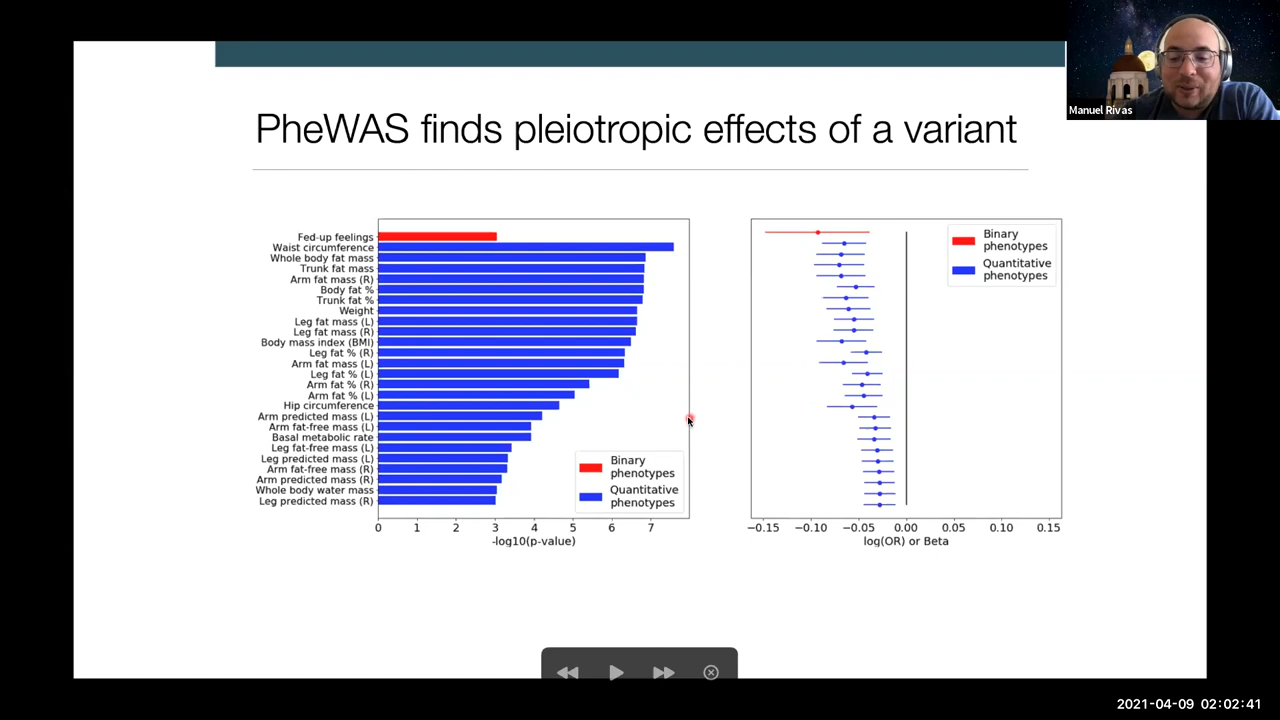 Manuel Rivas
PheWAS finds pleiotropic effects of a variant
Fed-up feelings
Waist circumference
Whole body fat mass
Trunk fat mass
Arm fat mass (R)
Body fat %
Trunk fat %
Weight
Leg fat mass (L)
Leg fat mass (R)
Body mass index (BMI)
Leg fat % (R)
Arm fat mass (L)
Leg fat % (L)
Arm fat % (R)
Arm fat % (L)
Hip circumference
Arm predicted mass (L)
Arm fat-free mass (L)
Basal metabolic rate
Leg fat-free mass (L)
Leg predicted mass (L)
Arm fat-free mass (R)
Arm predicted mass (R)
Whole body water mass
Leg predicted mass (R)
Binary
phenotypes
Quantitative
phenotypes
0 1 2 3 4 5 6 7
-log10(p-value)
Binary
phenotypes
Quantitative
phenotypes
−0.15 −0.10 −0.05 0.00 0.05 0.10 0.15
log(OR) or Beta
2021-04-09 02:02:41